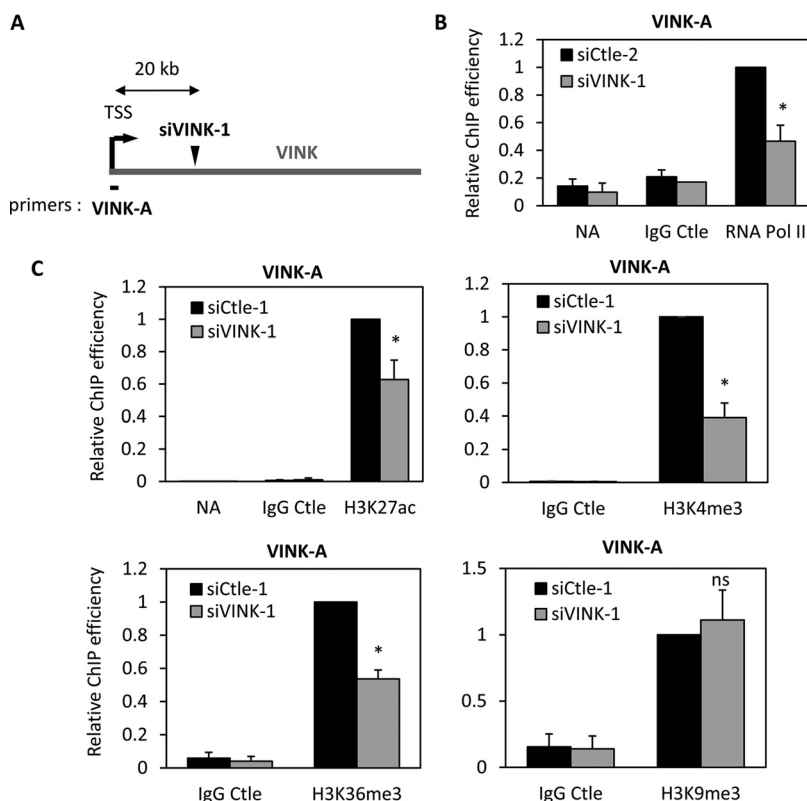 A
20 kb
TSS
siVINK-1
VINK
primers : VINK-A
B
VINK-A
Relative ChIP efficiency
1.2
1
0.8
0.6
0.4
0.2
0
siCtle-2
siVINK-1
*
NA IgG Ctle RNA Pol II
C
VINK-A
Relative ChIP efficiency
1.2
1
0.8
0.6
0.4
0.2
0
siCtle-1
siVINK-1
*
NA IgG Ctle H3K27ac
VINK-A
1.2
1
0.8
0.6
0.4
0.2
0
siCtle-1
siVINK-1
*
IgG Ctle H3K4me3
VINK-A
Relative ChIP efficiency
1.2
1
0.8
0.6
0.4
0.2
0
siCtle-1
siVINK-1
*
IgG Ctle H3K36me3
VINK-A
1.5
1
0.5
0
siCtle-1
siVINK-1
ns
IgG Ctle H3K9me3